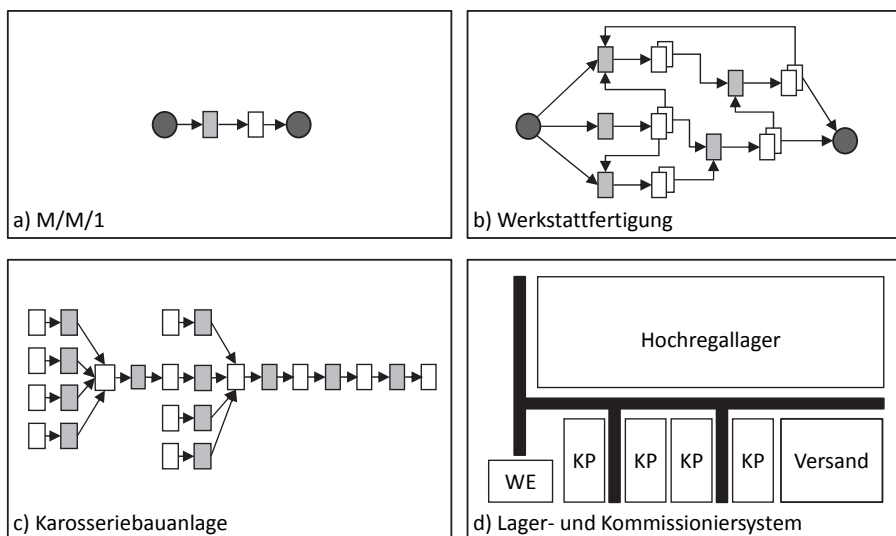 a) M/M/1
b) Werkstattfertigung
c) Karosseriebauanlage
Hochregallager
WE
KP
KP
KP
KP
Versand
d) Lager- und Kommissioniersystem